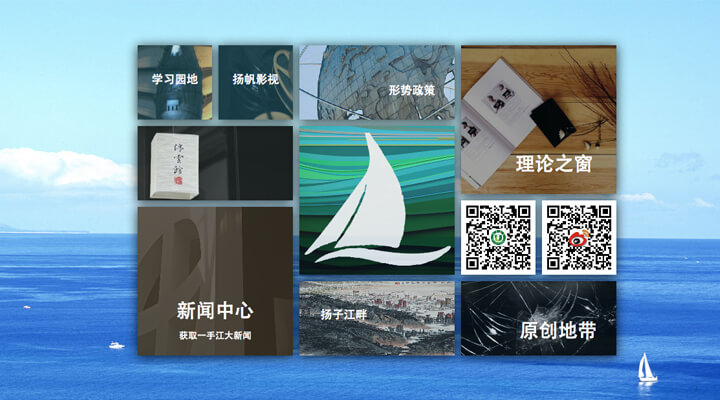 学习园地
扬帆影视
形势政策
理论之窗
新闻中心
获取一手江大新闻
扬子江畔
原创地带